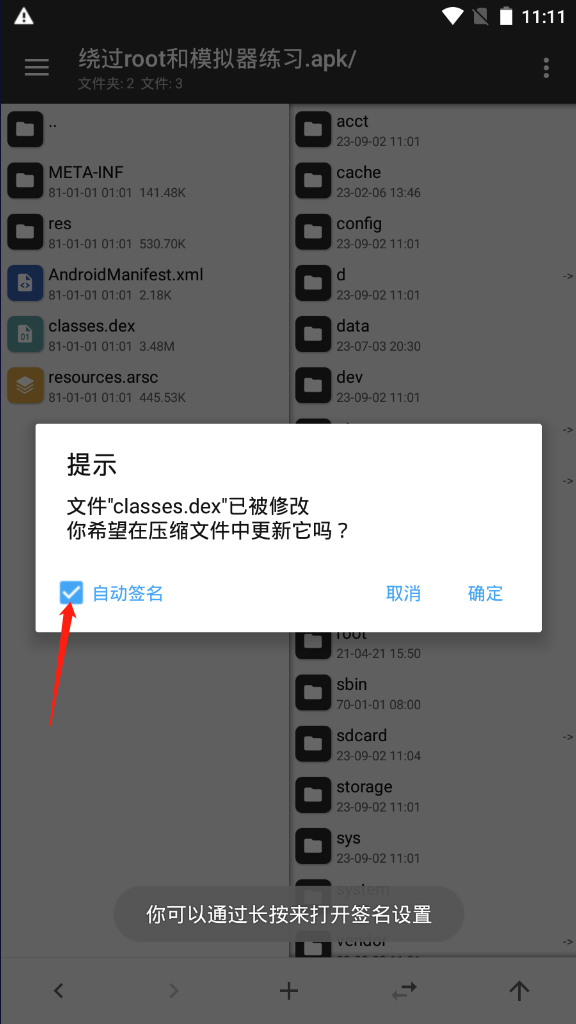 11:11
绕过root和模拟器练习.apk/
文件夹: 2 文件: 3
..
META-INF
81-01-01 01:01 141.48K
res
81-01-01 01:01 530.70K
AndroidManifest.xml
81-01-01 01:01 2.18K
classes.dex
81-01-01 01:01 3.48M
resources.arsc
81-01-01 01:01 445.53K
acct
23-09-02 11:01
cache
23-02-06 13:46
config
23-09-02 11:01
d
23-09-02 11:01
->
data
23-07-03 20:30
dev
23-09-02 11:01
->
->
提示
文件"classes.dex"已被修改
你希望在压缩文件中更新它吗？
自动签名 取消 确定
root
21-04-21 15:50
sbin
70-01-01 08:00
sdcard
23-09-02 11:04
->
storage
23-09-02 11:01
sys
23-09-02 11:01
system
你可以通过长按来打开签名设置
vendor
->